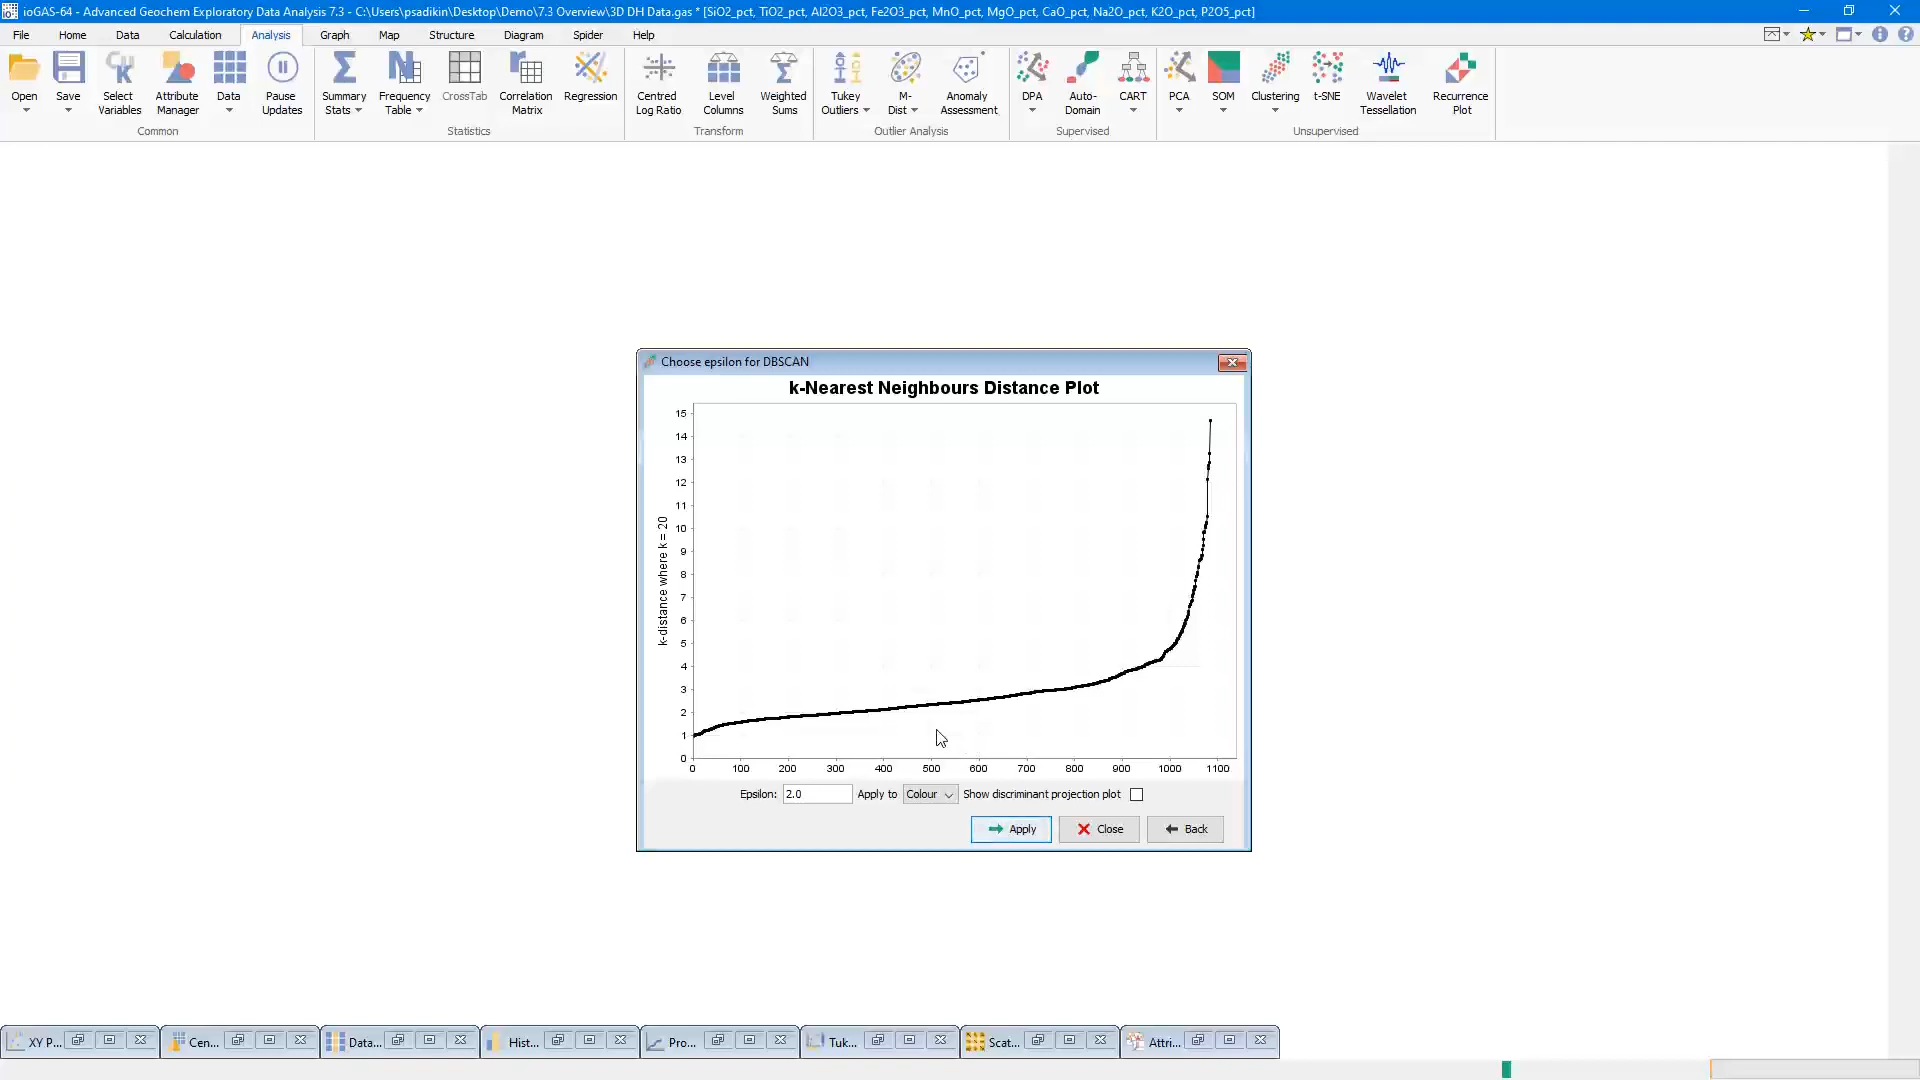 ioGAS-64 - Advanced Geochem Exploratory Data Analysis 7.3 - C:\Users\psadikin\Desktop\Demo\7.3 Overview\3D DH Data.gas * [SiO2_pct, TiO2_pct, Al2O3_pct, Fe2O3_pct, MnO_pct, MgO_pct, CaO_pct, Na2O_pct, K2O_pct, P2O5_pct]
File Home Data Calculation Analysis Graph Map Structure Diagram Spider Help
Open Save Select Variables Attribute Manager Data Pause Updates Summary Stats Frequency Table CrossTab Correlation Matrix Regression Centred Log Ratio Level Columns Weighted Sums Tukey Outliers M-Dist Anomaly Assessment DPA Auto-Domain CART PCA SOM Clustering t-SNE Wavelet Tessellation Recurrence Plot
Common Statistics Transform Outlier Analysis Supervised Unsupervised
Choose epsilon for DBSCAN
k-Nearest Neighbours Distance Plot
15
14
13
12
11
10
9
8
7
6
5
4
3
2
1
0
k-distance where k = 20
0 100 200 300 400 500 600 700 800 900 1000 1100
Epsilon: 2.0 Apply to Colour Show discriminant projection plot
Apply Close Back
XY P... Cen... Data... Hist... Pro... Tuk... Scat... Attri...